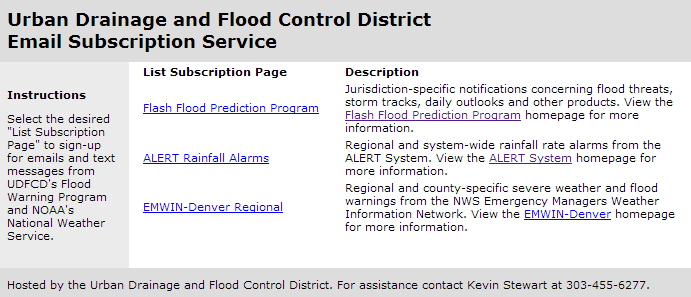 Urban Drainage and Flood Control District
Email Subscription Service
Instructions
Select the desired
"List Subscription
Page" to sign-up
for emails and text
messages from
UDFCD's Flood
Warning Program
and NOAA's
National Weather
Service.
List Subscription Page
Description
Flash Flood Prediction Program
Jurisdiction-specific notifications concerning flood threats,
storm tracks, daily outlooks and other products. View the
Flash Flood Prediction Program homepage for more
information.
ALERT Rainfall Alarms
Regional and system-wide rainfall rate alarms from the
ALERT System. View the ALERT System homepage for
more information.
EMWIN-Denver Regional
Regional and county-specific severe weather and flood
warnings from the NWS Emergency Managers Weather
Information Network. View the EMWIN-Denver homepage
for more information.
Hosted by the Urban Drainage and Flood Control District. For assistance contact Kevin Stewart at 303-455-6277.